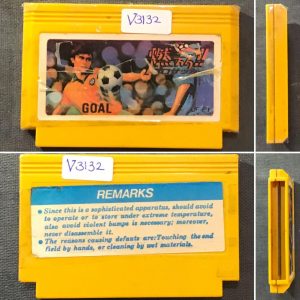 V3132
GOAL
V3132
REMARKS
• Since this is a sophisticated apparatus, should avoid
to operate or to store under extreme temperature,
also avoid violent bumps is necessary; moreover,
never disassemble it.
• The reasons causing defauts are:Touching the end
field by hands, or cleaning by wet materials.